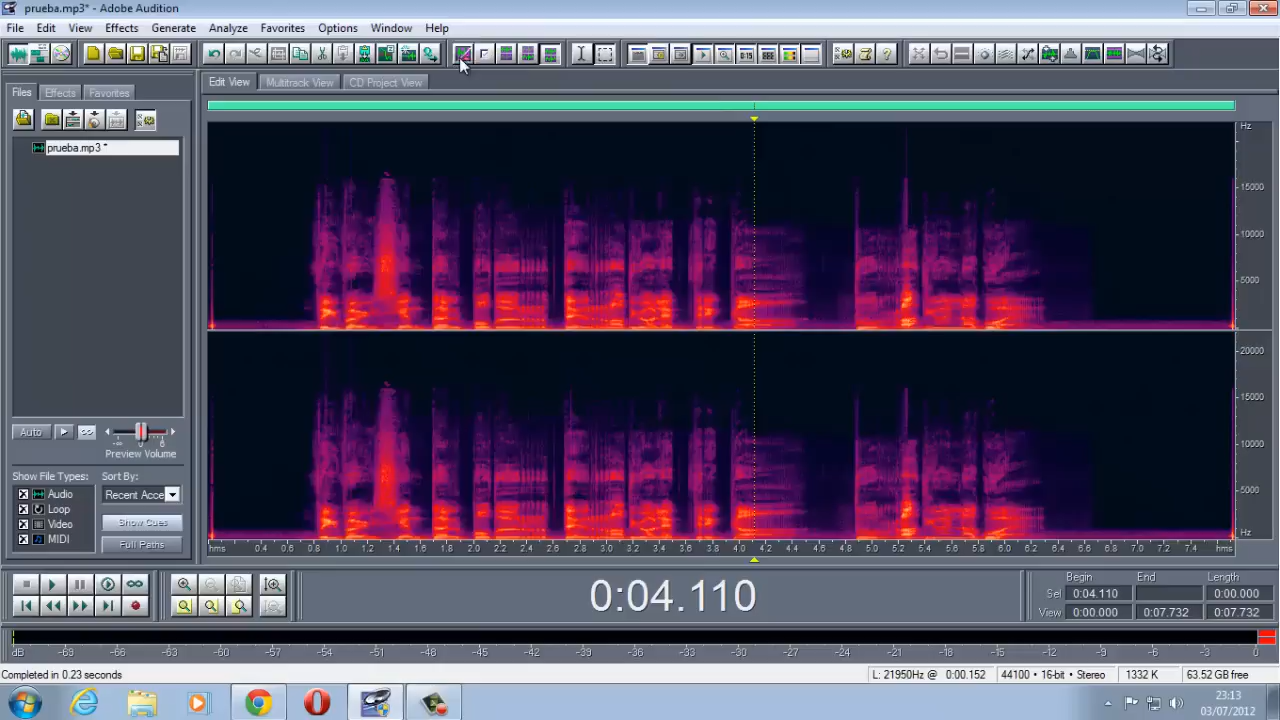 prueba.mp3* - Adobe Audition
File Edit View Effects Generate Analyze Favorites Options Window Help
Edit View Multitrack View CD Project View
Files Effects Favorites
prueba.mp3 *
Hz
15000
10000
5000
Hz
20000
15000
10000
5000
Hz
hms 0.4 0.6 0.8 1.0 1.2 1.4 1.6 1.8 2.0 2.2 2.4 2.6 2.8 3.0 3.2 3.4 3.6 3.8 4.0 4.2 4.4 4.6 4.8 5.0 5.2 5.4 5.6 5.8 6.0 6.2 6.4 6.6 6.8 7.0 7.2 7.4 hms
Auto
-∞ 0 6
Preview Volume
Show File Types: Sort By:
Audio Recent Acce
Loop
Video Show Cues
MIDI Full Paths
0:04.110
Begin End Length
Sel 0:04.110 0:00.000
View 0:00.000 0:07.732 0:07.732
dB -69 -66 -63 -60 -57 -54 -51 -48 -45 -42 -39 -36 -33 -30 -27 -24 -21 -18 -15 -12 -9 -6 -3 0
Completed in 0.23 seconds L: 21950Hz @ 0:00.152 44100 • 16-bit • Stereo 1332 K 63.52 GB free
23:13
03/07/2012